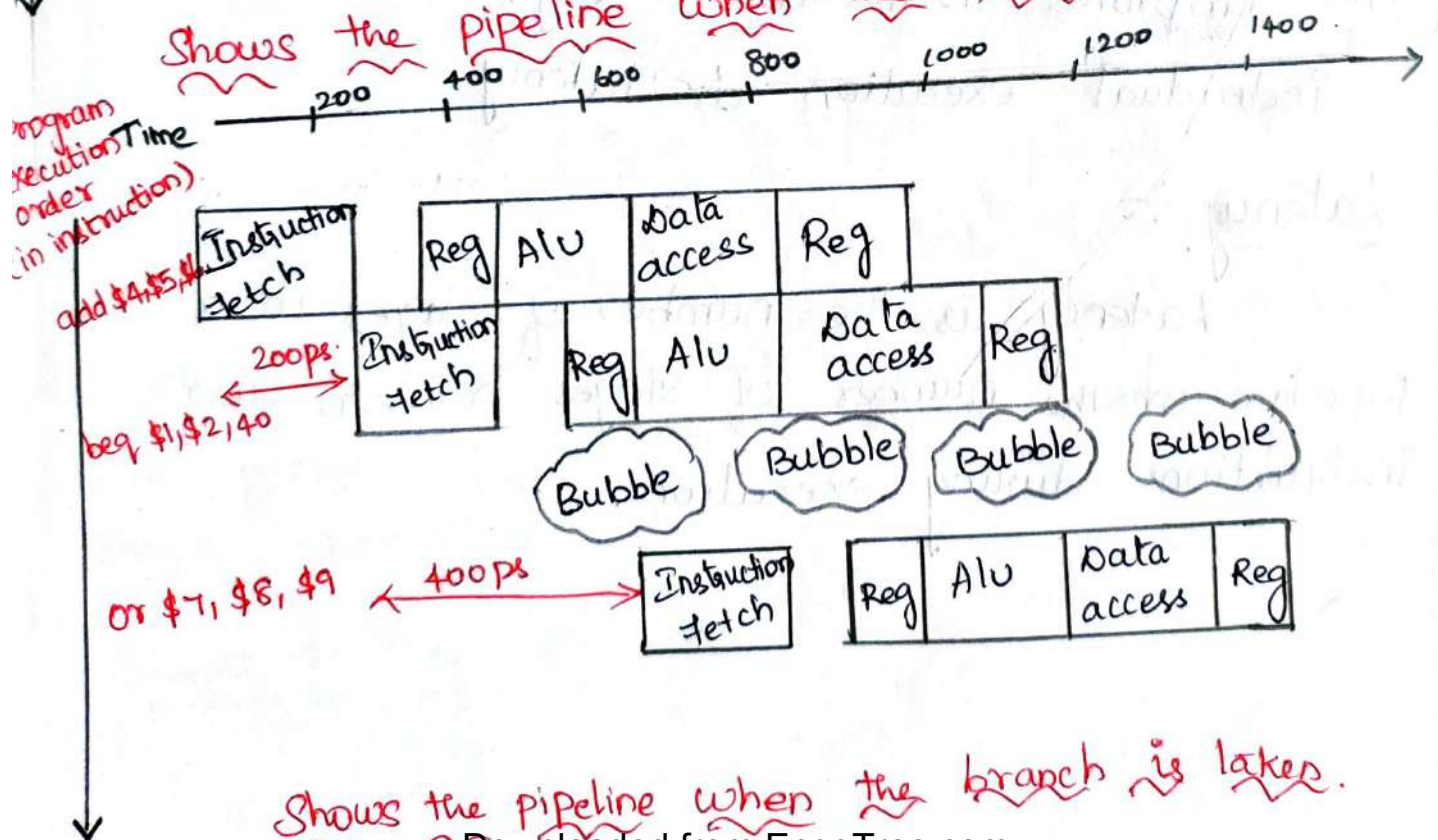 Shows the pipeline when
200 400 600 800 1000 1200 1400
Time
order
in instruction)
add $4,$5,
Instruction
Fetch
Reg
Alu
Data
access
Reg
200ps.
beq $1,$2,40
Instruction
Fetch
Reg
Alu
Data
access
Reg
Bubble
Bubble
Bubble
Bubble
or $7, $8, $9
400ps
Instruction
Fetch
Reg
Alu
Data
access
Reg
Shows the pipeline when the branch is taken.